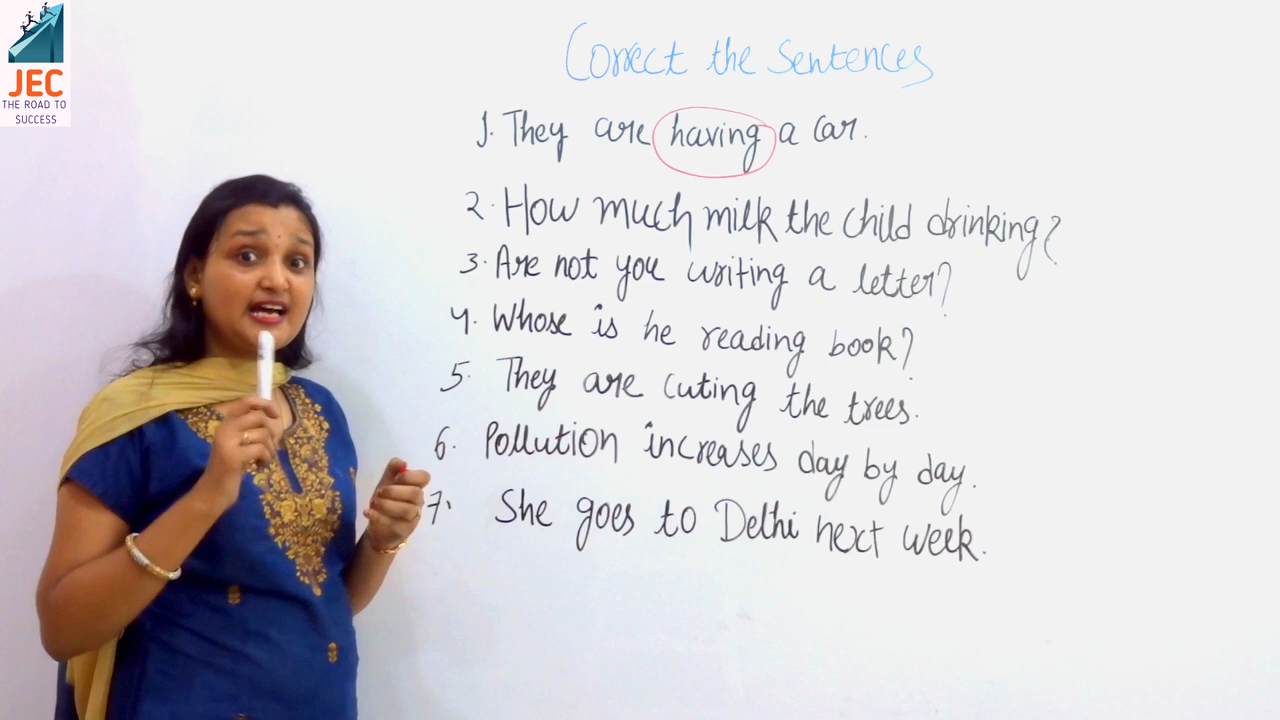 JEC
THE ROAD TO
SUCCESS
Correct the Sentences
1. They are having a car.
2. How much milk the child drinking?
3. Are not you writing a letter?
4. Whose is he reading book?
5. They are cuting the trees.
6. Pollution increases day by day.
7. She goes to Delhi next week.